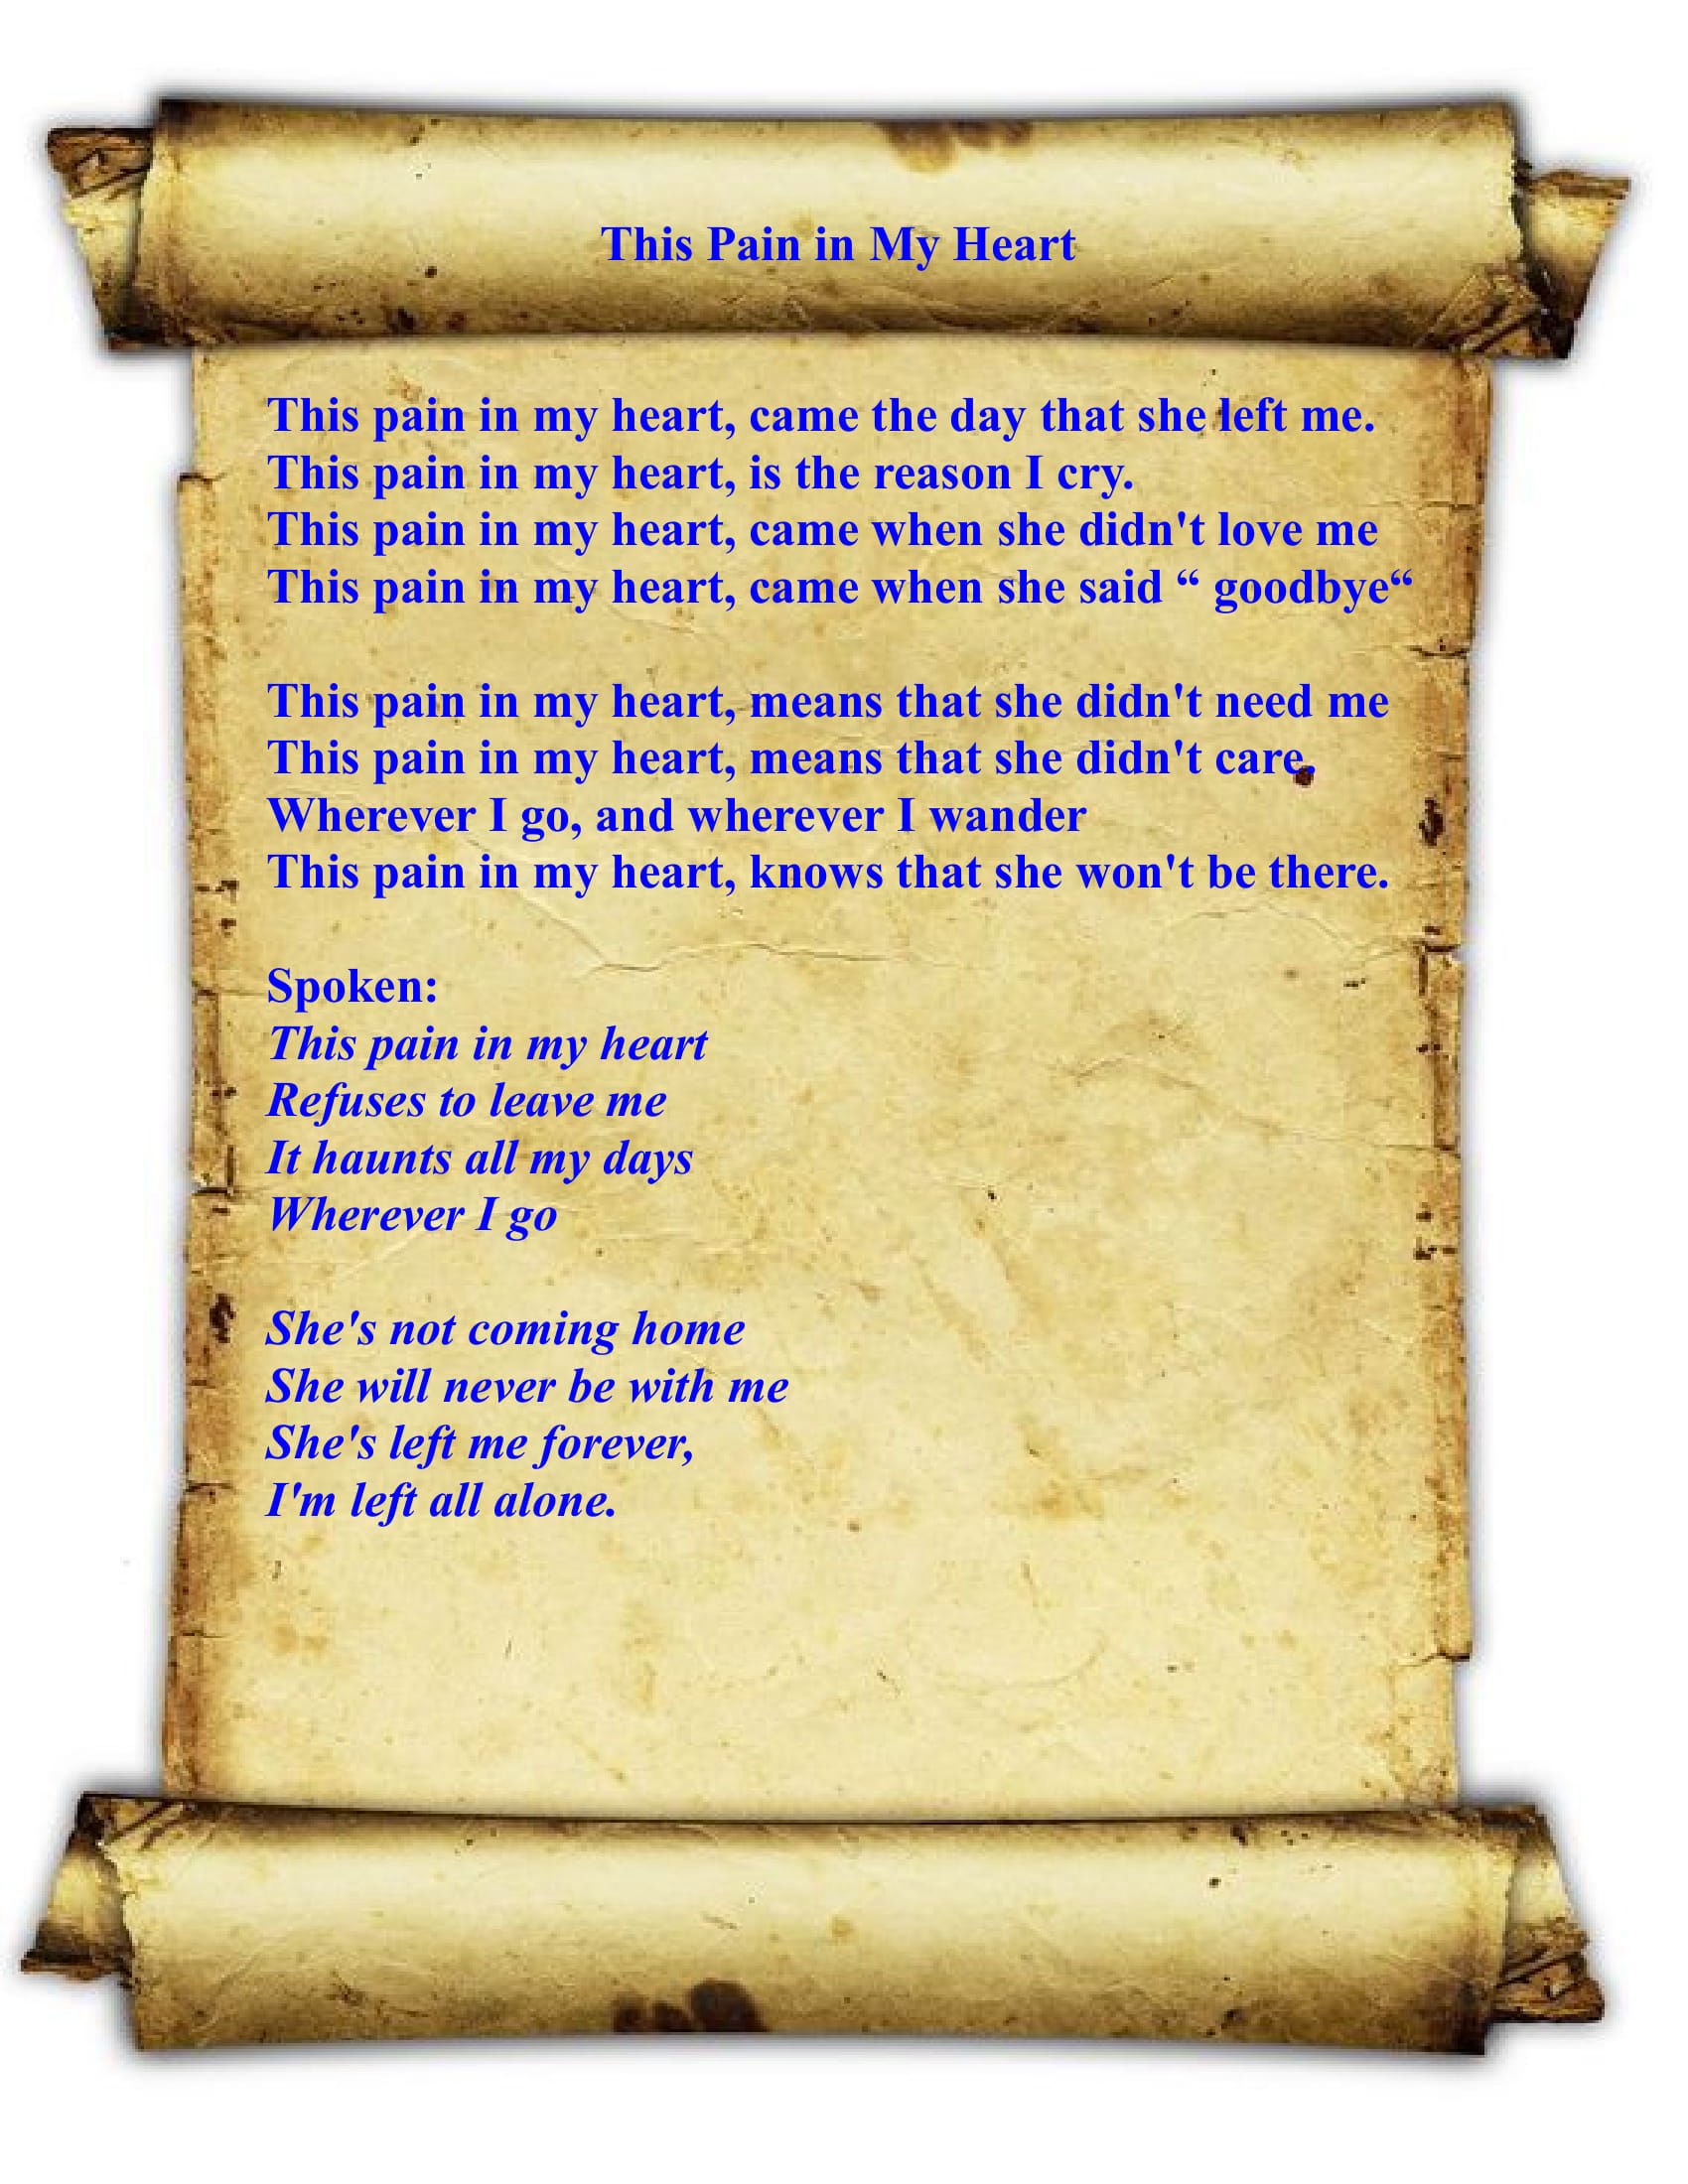 This Pain in My Heart
This pain in my heart, came the day that she left me.
This pain in my heart, is the reason I cry.
This pain in my heart, came when she didn't love me
This pain in my heart, came when she said “ goodbye“
This pain in my heart, means that she didn't need me
This pain in my heart, means that she didn't care.
Wherever I go, and wherever I wander
This pain in my heart, knows that she won't be there.
Spoken:
This pain in my heart
Refuses to leave me
It haunts all my days
Wherever I go
She's not coming home
She will never be with me
She's left me forever,
I'm left all alone.